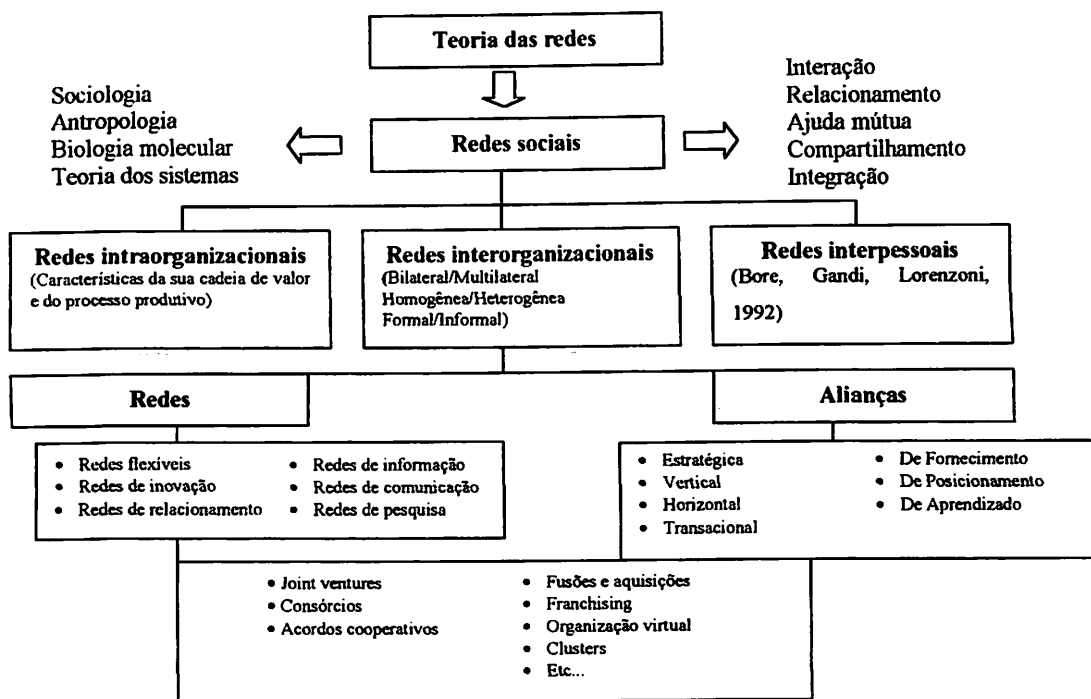 Teoria das redes
Sociologia
Antropologia
Biologia molecular
Teoria dos sistemas
Redes sociais
Interação
Relacionamento
Ajuda mútua
Compartilhamento
Integração
Redes intraorganizacionais
(Características da sua cadeia de valor
e do processo produtivo)
Redes interorganizacionais
(Bilateral/Multilateral
Homogênea/Heterogênea
Formal/Informal)
Redes interpessoais
(Bore, Gandi, Lorenzoni,
1992)
Redes
• Redes flexíveis
• Redes de inovação
• Redes de relacionamento
• Redes de informação
• Redes de comunicação
• Redes de pesquisa
Alianças
• Estratégica
• Vertical
• Horizontal
• Transacional
• De Fornecimento
• De Posicionamento
• De Aprendizado
• Joint ventures
• Consórcios
• Acordos cooperativos
• Fusões e aquisições
• Franchising
• Organização virtual
• Clusters
• Etc...